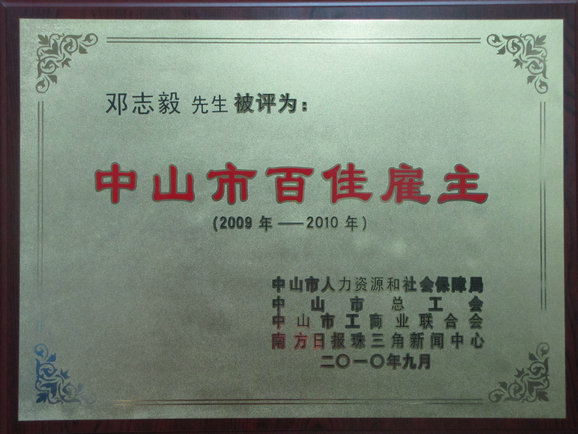 邓志毅 先生 被评为：
中山市百佳雇主
（2009 年——2010 年）
中山市人力资源和社会保障局
中山市总工会
中山市工商业联合会
南方日报珠三角新闻中心
二〇一〇年九月